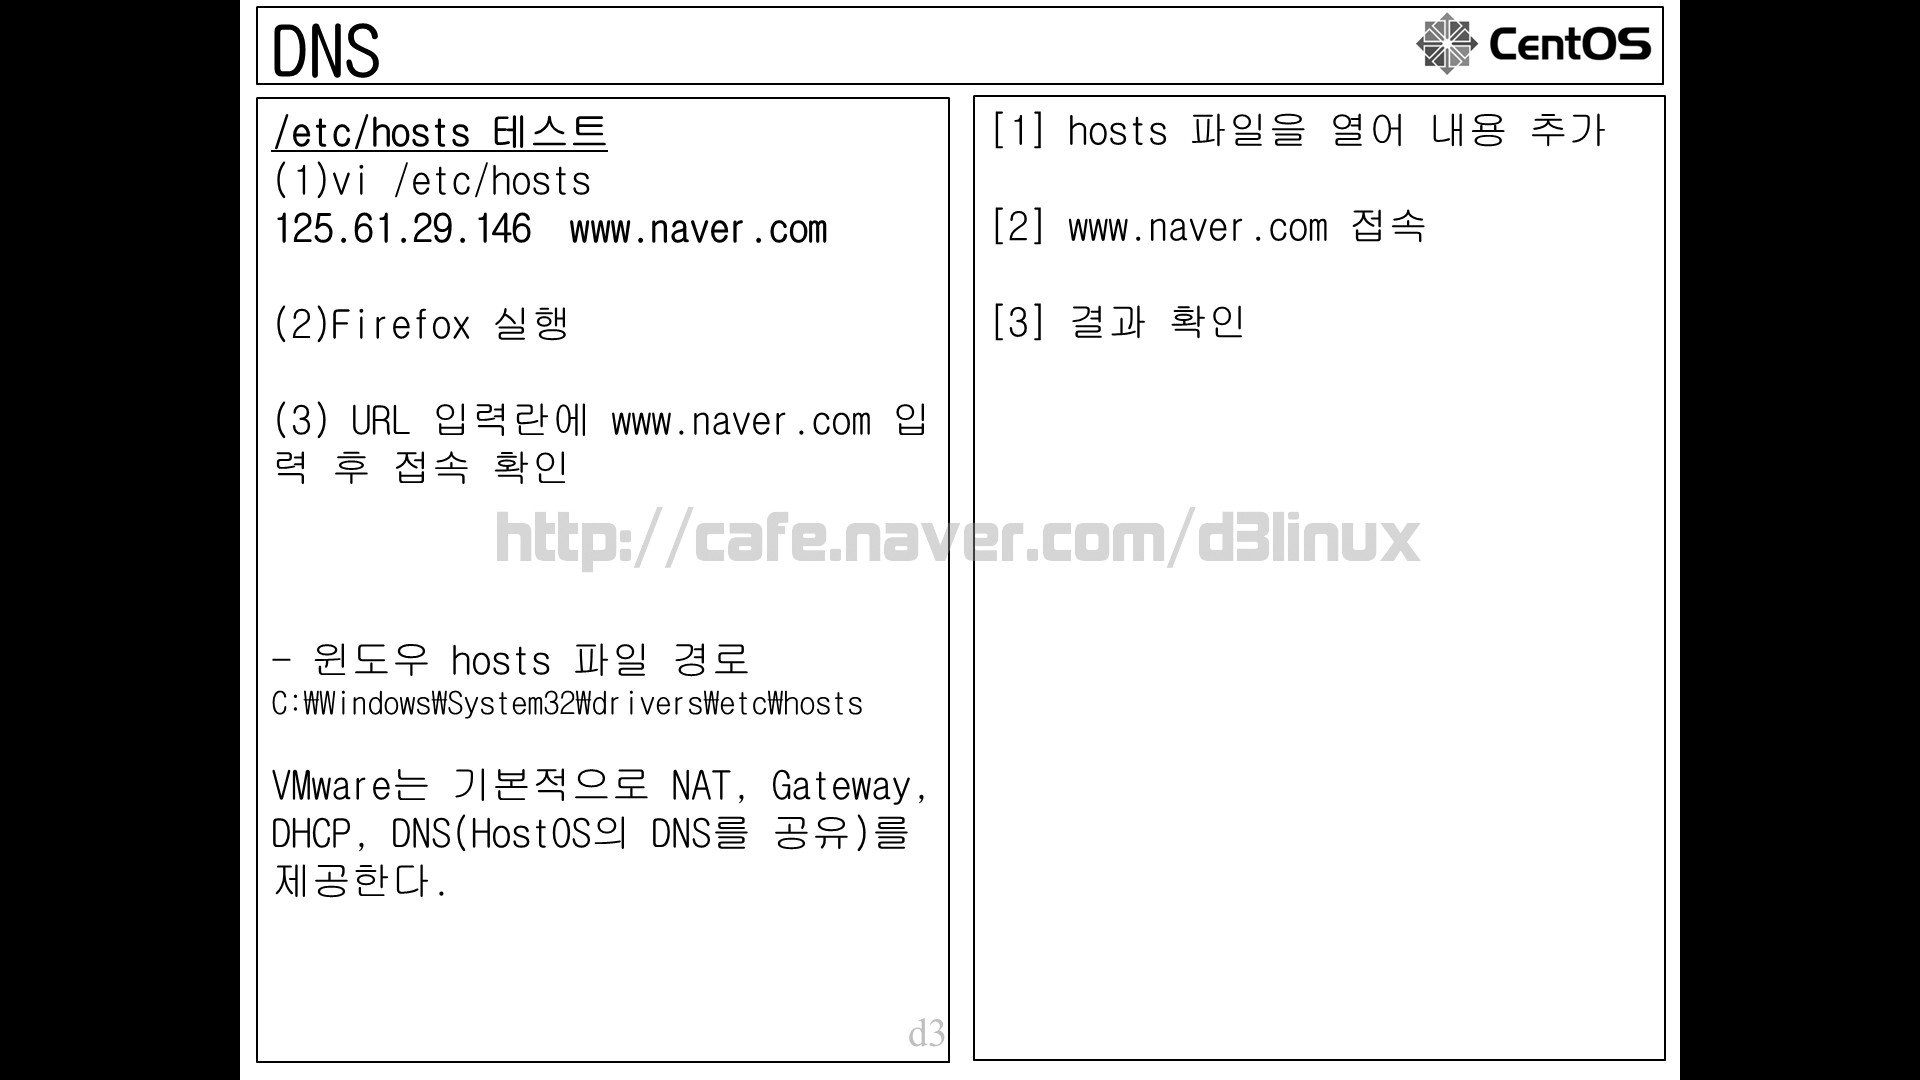 DNS
CentOS
/etc/hosts 테스트
(1)vi /etc/hosts
125.61.29.146  www.naver.com
(2)Firefox 실행
(3) URL 입력란에 www.naver.com 입
력 후 접속 확인
- 윈도우 hosts 파일 경로
C:₩Windows₩System32₩drivers₩etc₩hosts
VMware는 기본적으로 NAT, Gateway,
DHCP, DNS(HostOS의 DNS를 공유)를
제공한다.
d3
[1] hosts 파일을 열어 내용 추가
[2] www.naver.com 접속
[3] 결과 확인
http://cafe.naver.com/d3linux